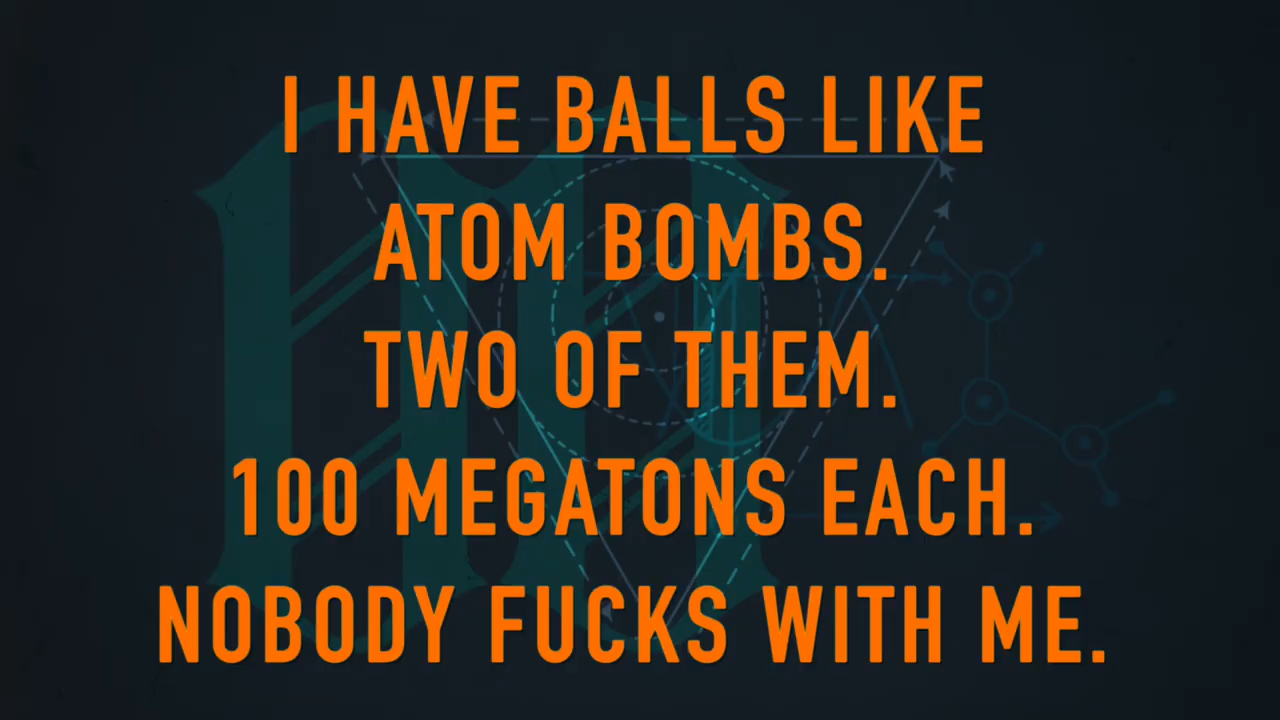 I HAVE BALLS LIKE
ATOM BOMBS.
TWO OF THEM.
100 MEGATONS EACH.
NOBODY FUCKS WITH ME.